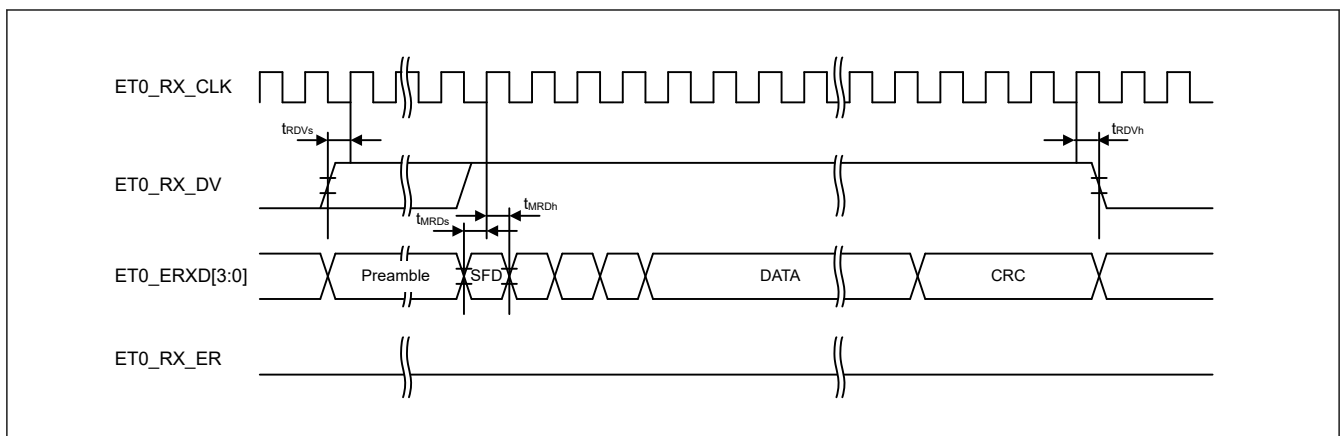 ET0_RX_CLK
tRDVs
tRDVh
ET0_RX_DV
tMRDs
tMRDh
ET0_ERXD[3:0]
Preamble
SFD
DATA
CRC
ET0_RX_ER